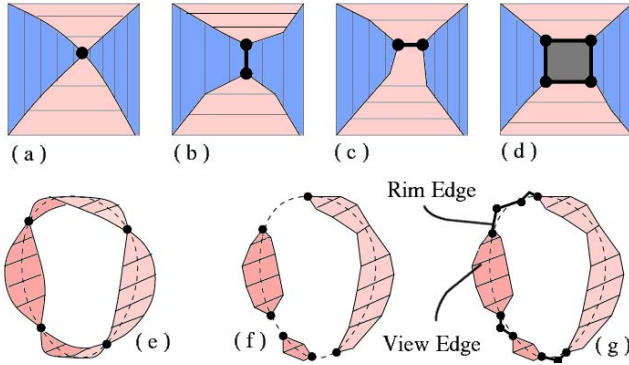 ( a )
( b )
( c )
( d )
Rim Edge
( e )
( f )
( g )
View Edge